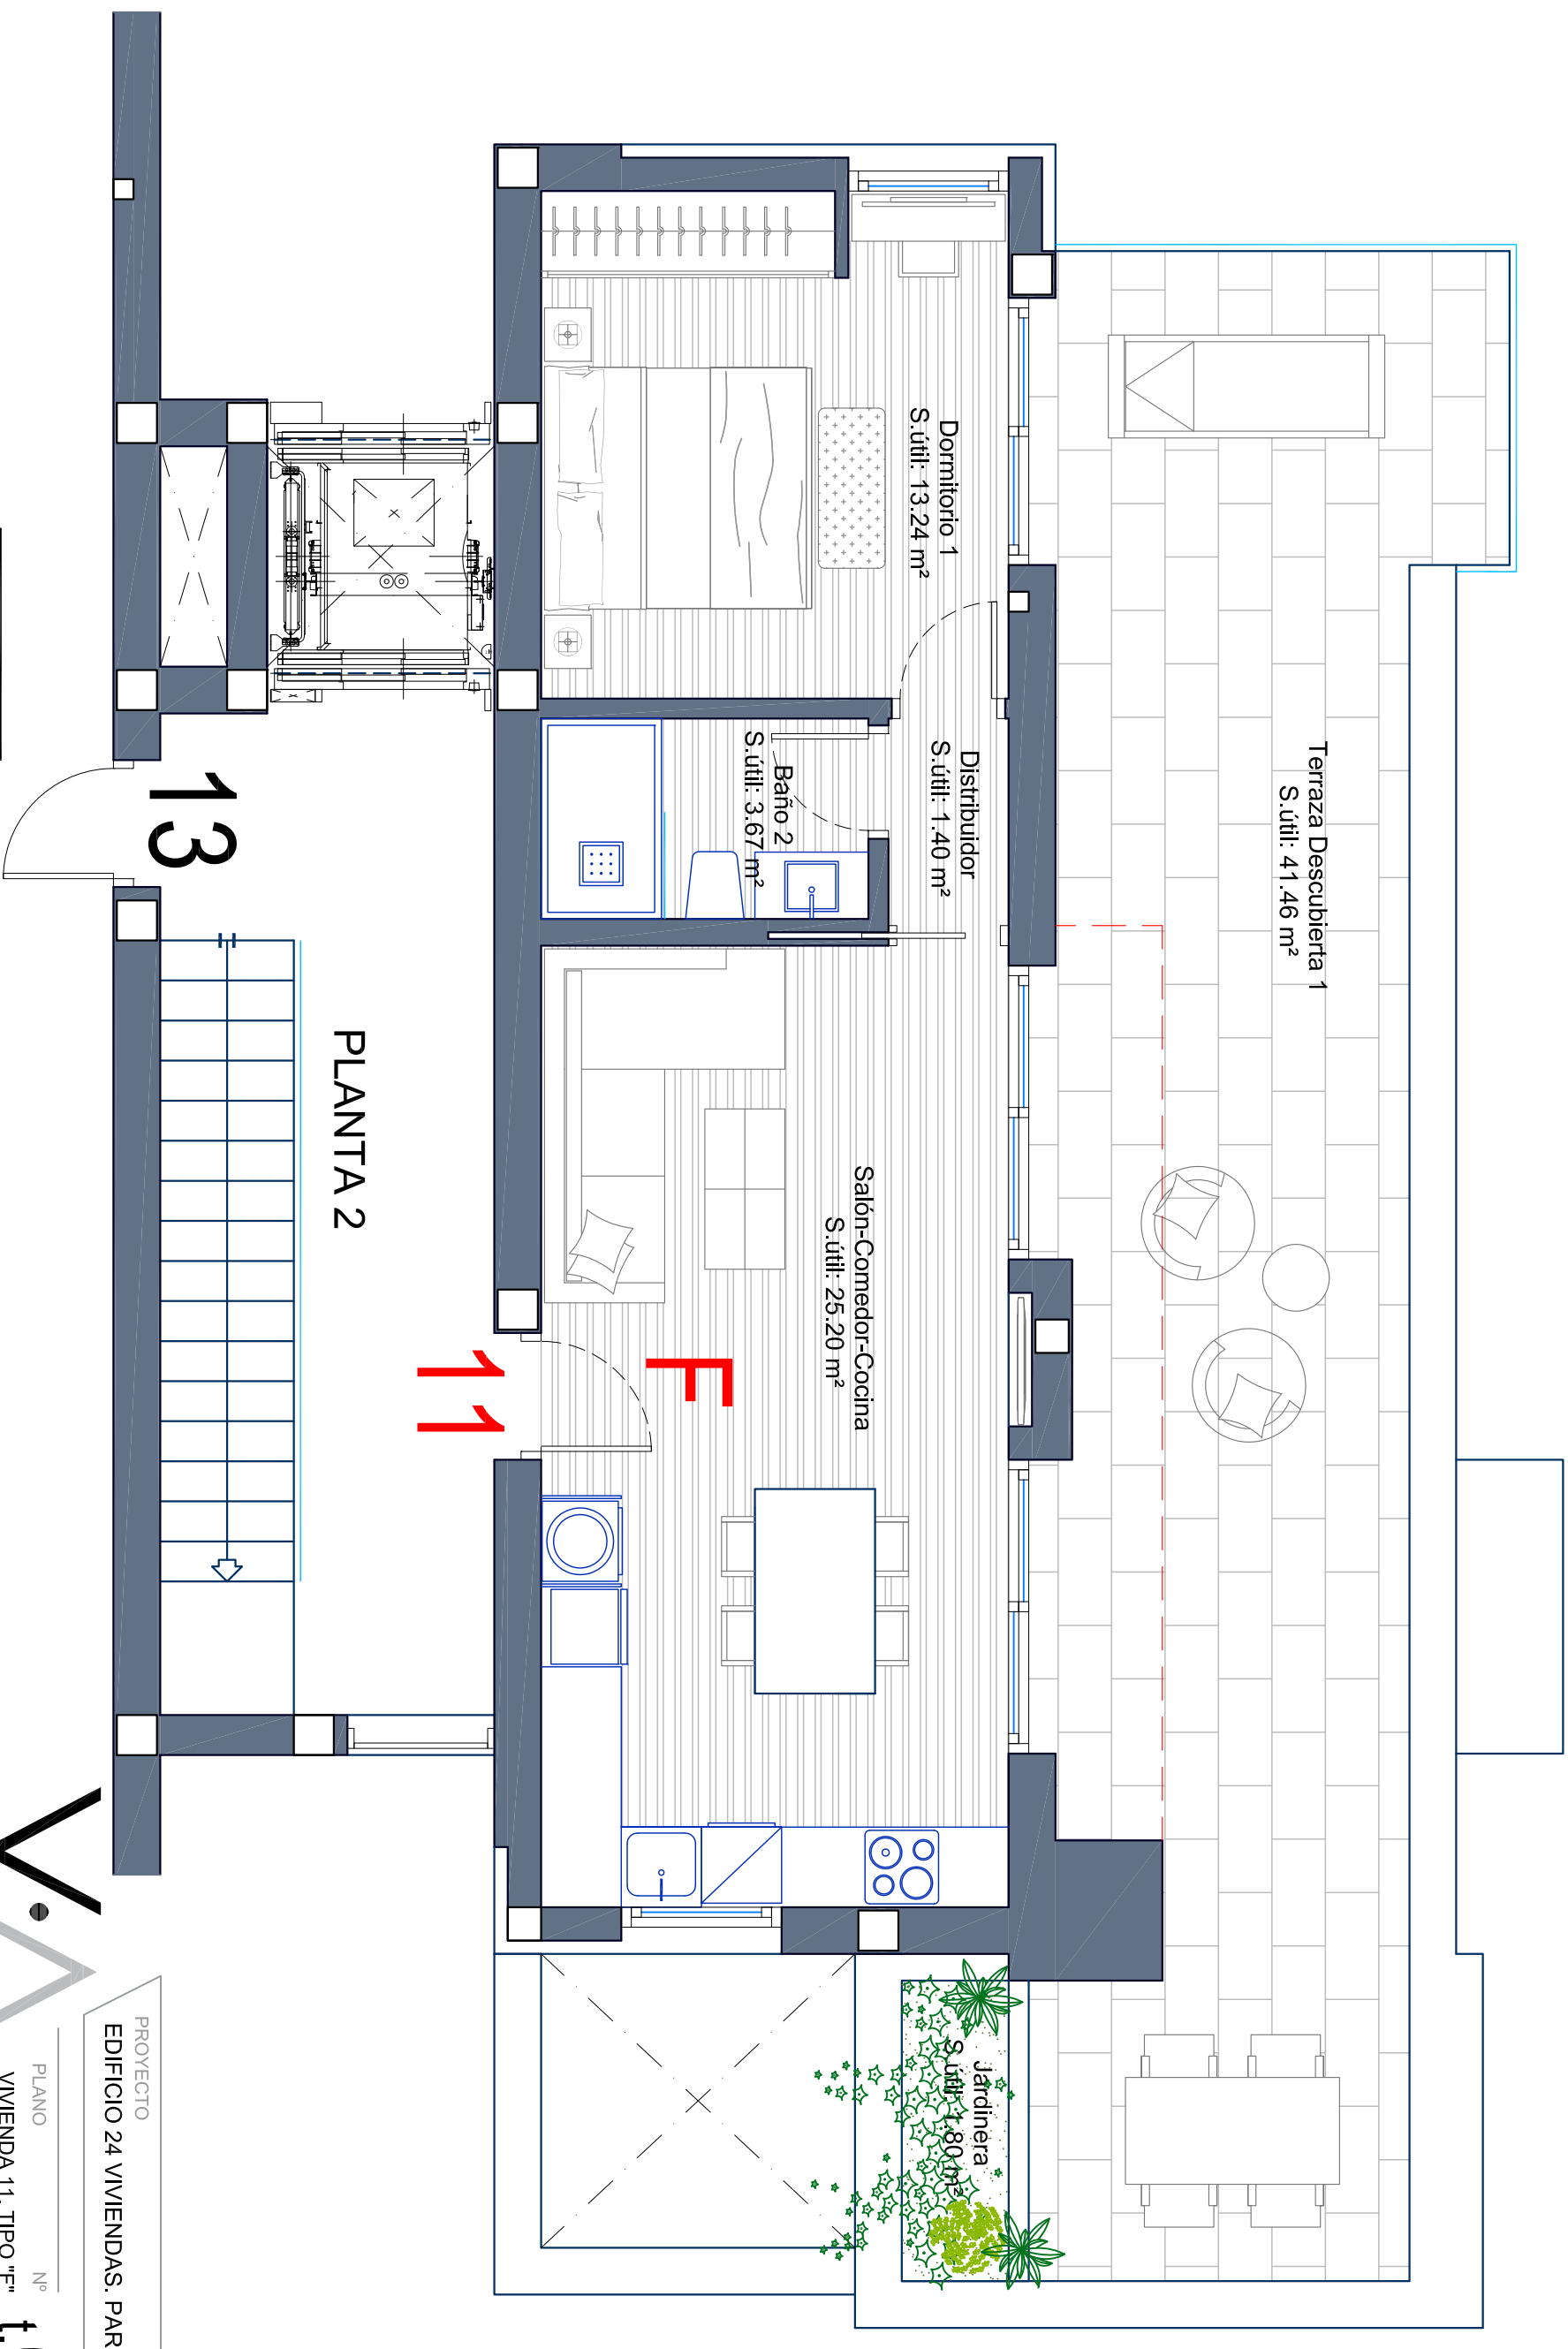 Terraza Descubierta 1
S.útil: 41.46 m²
Dormitorio 1
S.útil: 13.24 m²
Distribuidor
S.útil: 1.40 m²
Baño 2
S.útil: 3.67 m²
Salón-Comedor-Cocina
S.útil: 25.20 m²
Jardinera
S.útil: 1.80 m²
F
11
13
PLANTA 2
PROYECTO
EDIFICIO 24 VIVIENDAS. PAR
PLANO
Nº
VIVIENDA 11. TIPO "F"